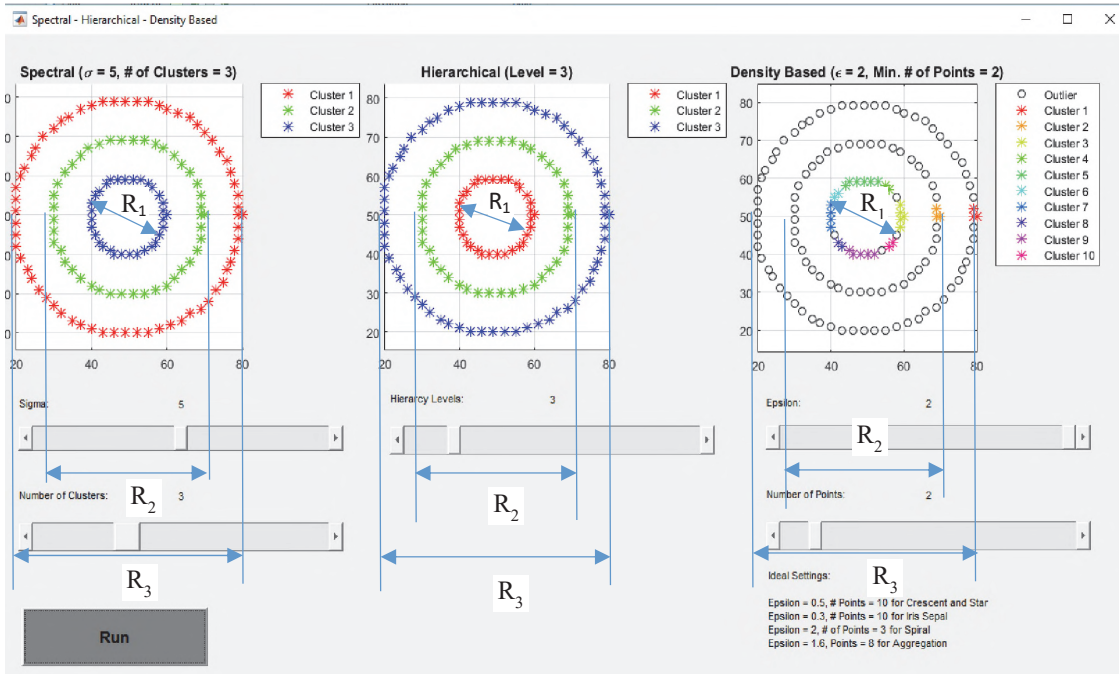 Spectral - Hierarchical - Density Based
Spectral (σ = 5, # of Clusters = 3)
Cluster 1
Cluster 2
Cluster 3
R1
0
0
0
0
0
0
0
20
40
60
80
Sigma:
5
R2
Number of Clusters:
3
R3
Run
Hierarchical (Level = 3)
Cluster 1
Cluster 2
Cluster 3
R1
80
70
60
50
40
30
20
20
40
60
80
Hierarcy Levels:
3
R2
R3
Density Based (ϵ = 2, Min. # of Points = 2)
Outlier
Cluster 1
Cluster 2
Cluster 3
Cluster 4
Cluster 5
Cluster 6
Cluster 7
Cluster 8
Cluster 9
Cluster 10
R1
80
70
60
50
40
30
20
20
40
60
80
Epsilon:
2
R2
Number of Points:
2
R3
Ideal Settings:
Epsilon = 0.5, # Points = 10 for Crescent and Star
Epsilon = 0.3, # Points = 10 for Iris Sepal
Epsilon = 2, # of Points = 3 for Spiral
Epsilon = 1.6, Points = 8 for Aggregation